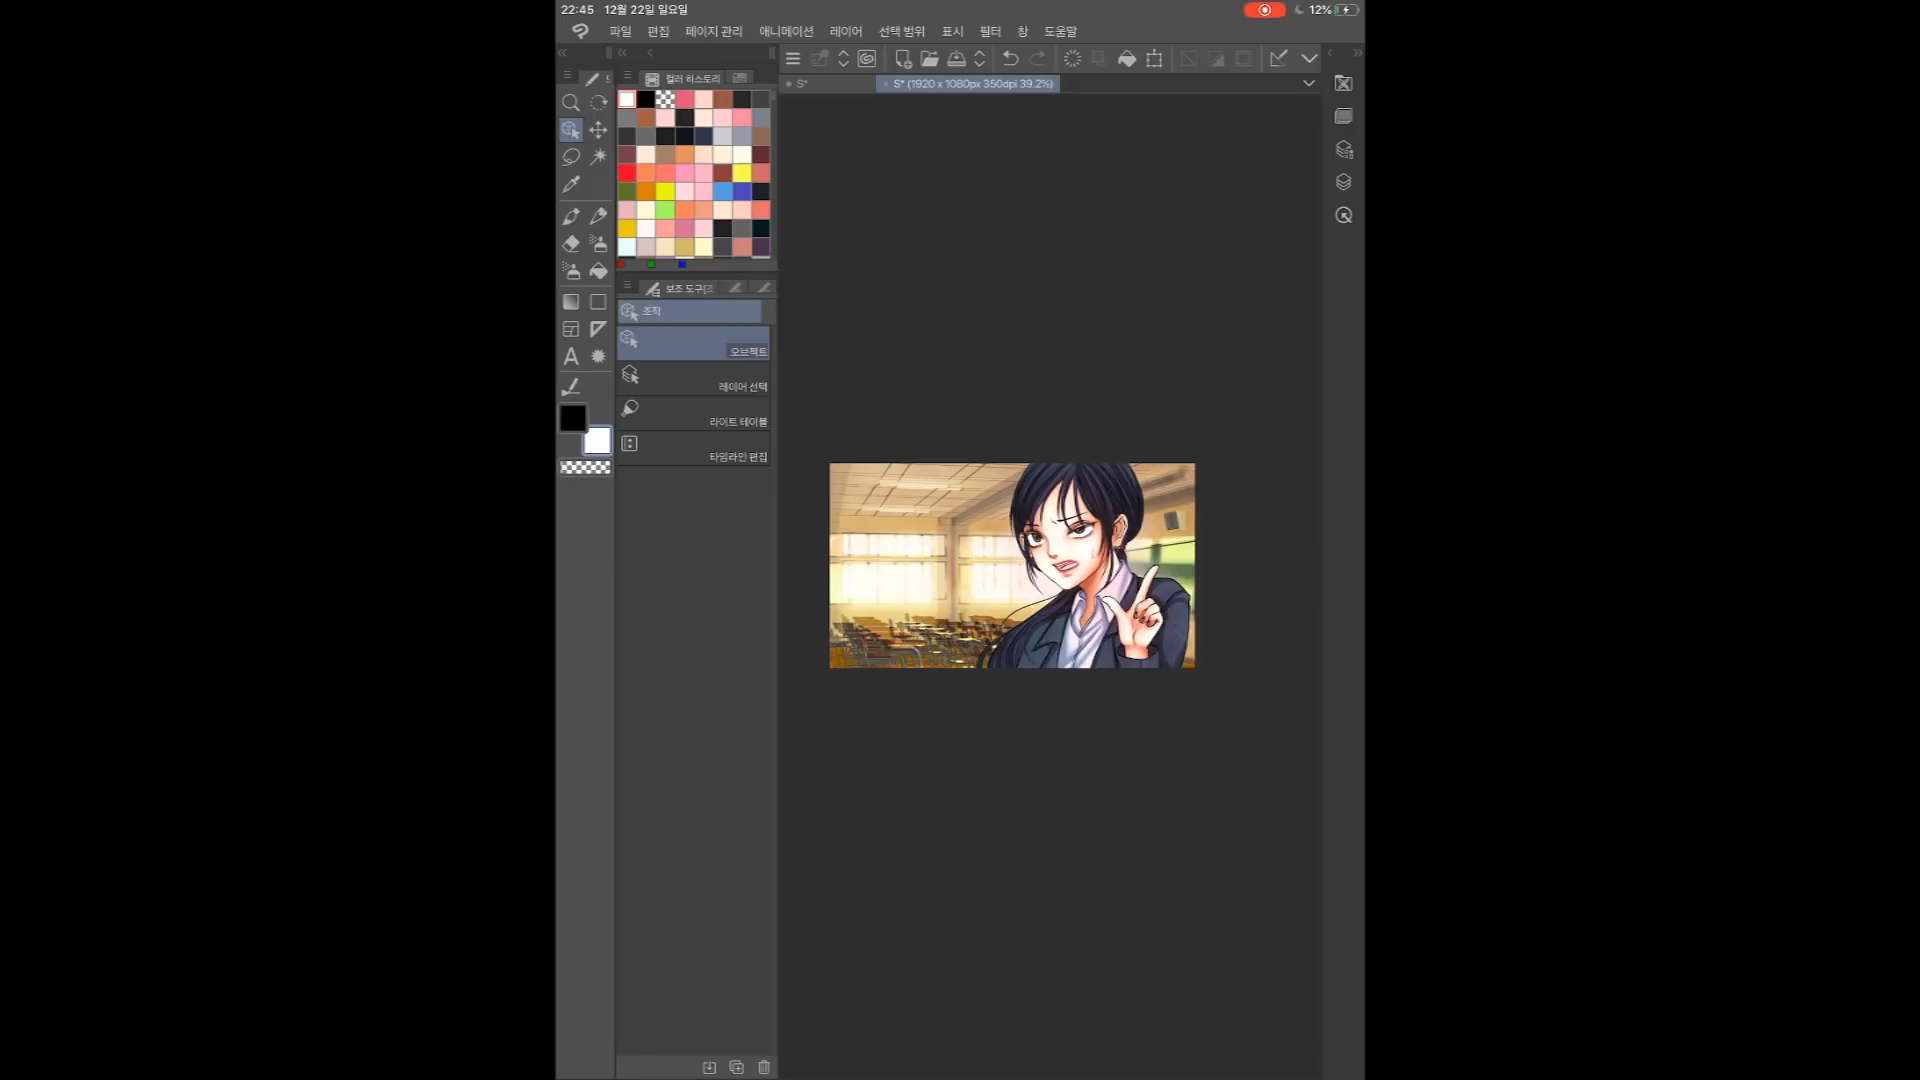 22:45 12월 22일 일요일 12%
파일 편집 페이지 관리 애니메이션 레이어 선택 범위 표시 필터 창 도움말
컬러 히스토리
S* S* (1920 x 1080px 350dpi 39.2%)
보조 도구
조작
오브젝트
레이어 선택
라이트 테이블
타임라인 편집